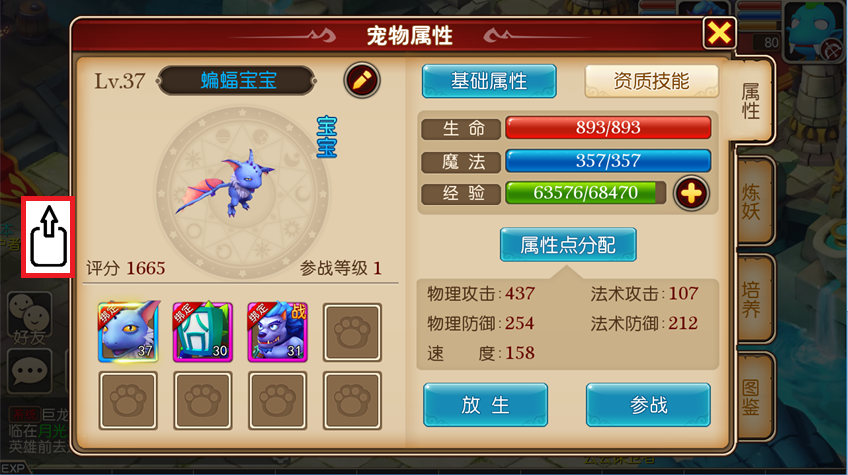 宠物属性
80
Lv.37 蝙蝠宝宝
宝宝
评分 1665
参战等级 1
绑定 37
绑定 30
绑定 战 31
基础属性
资质技能
生命 893/893
魔法 357/357
经验 63576/68470
属性点分配
物理攻击:437
法术攻击:107
物理防御:254
法术防御:212
速度:158
放生
参战
属性
炼妖
培养
图鉴
好友
巨龙
临在月光
英雄前去
EXP